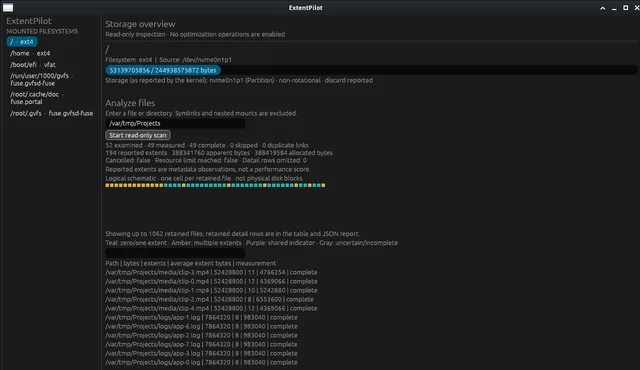 ExtentPilot
ExtentPilot
MOUNTED FILESYSTEMS
/ · ext4
/home · ext4
/boot/efi · vfat
/run/user/1000/gvfs ·
fuse.gvfsd-fuse
/root/.cache/doc ·
fuse.portal
/root/.gvfs · fuse.gvfsd-fuse
Storage overview
Read-only inspection · No optimization operations are enabled
/
Filesystem: ext4 | Source: /dev/nvme0n1p1
53139705856 / 244938575872 bytes
Storage (as reported by the kernel): nvme0n1p1 (Partition) · non-rotational · discard reported
Analyze files
Enter a file or directory. Symlinks and nested mounts are excluded.
/var/tmp/Projects
Start read-only scan
52 examined · 49 measured · 49 complete · 0 skipped · 0 duplicate links
194 reported extents · 388341760 apparent bytes · 388419584 allocated bytes
Cancelled: false · Resource limit reached: false · Detail rows omitted: 0
Reported extents are metadata observations, not a performance score.
Logical schematic · one cell per retained file · not physical disk blocks
Showing up to 1062 retained files, retained detail rows are in the table and JSON report.
Teal: zero/one extent · Amber: multiple extents · Purple: shared indicator · Gray: uncertain/incomplete
Path | bytes | extents | average extent bytes | measurement
/var/tmp/Projects/media/clip-3.mp4 | 52428800 | 11 | 4766254 | complete
/var/tmp/Projects/media/clip-0.mp4 | 52428800 | 12 | 4369066 | complete
/var/tmp/Projects/media/clip-1.mp4 | 52428800 | 10 | 5242880 | complete
/var/tmp/Projects/media/clip-2.mp4 | 52428800 | 8 | 6553600 | complete
/var/tmp/Projects/media/clip-4.mp4 | 52428800 | 12 | 4369066 | complete
/var/tmp/Projects/logs/app-1.log | 7864320 | 8 | 983040 | complete
/var/tmp/Projects/logs/app-6.log | 7864320 | 8 | 983040 | complete
/var/tmp/Projects/logs/app-2.log | 7864320 | 8 | 983040 | complete
/var/tmp/Projects/logs/app-7.log | 7864320 | 8 | 983040 | complete
/var/tmp/Projects/logs/app-3.log | 7864320 | 8 | 983040 | complete
/var/tmp/Projects/logs/app-0.log | 7864320 | 8 | 983040 | complete